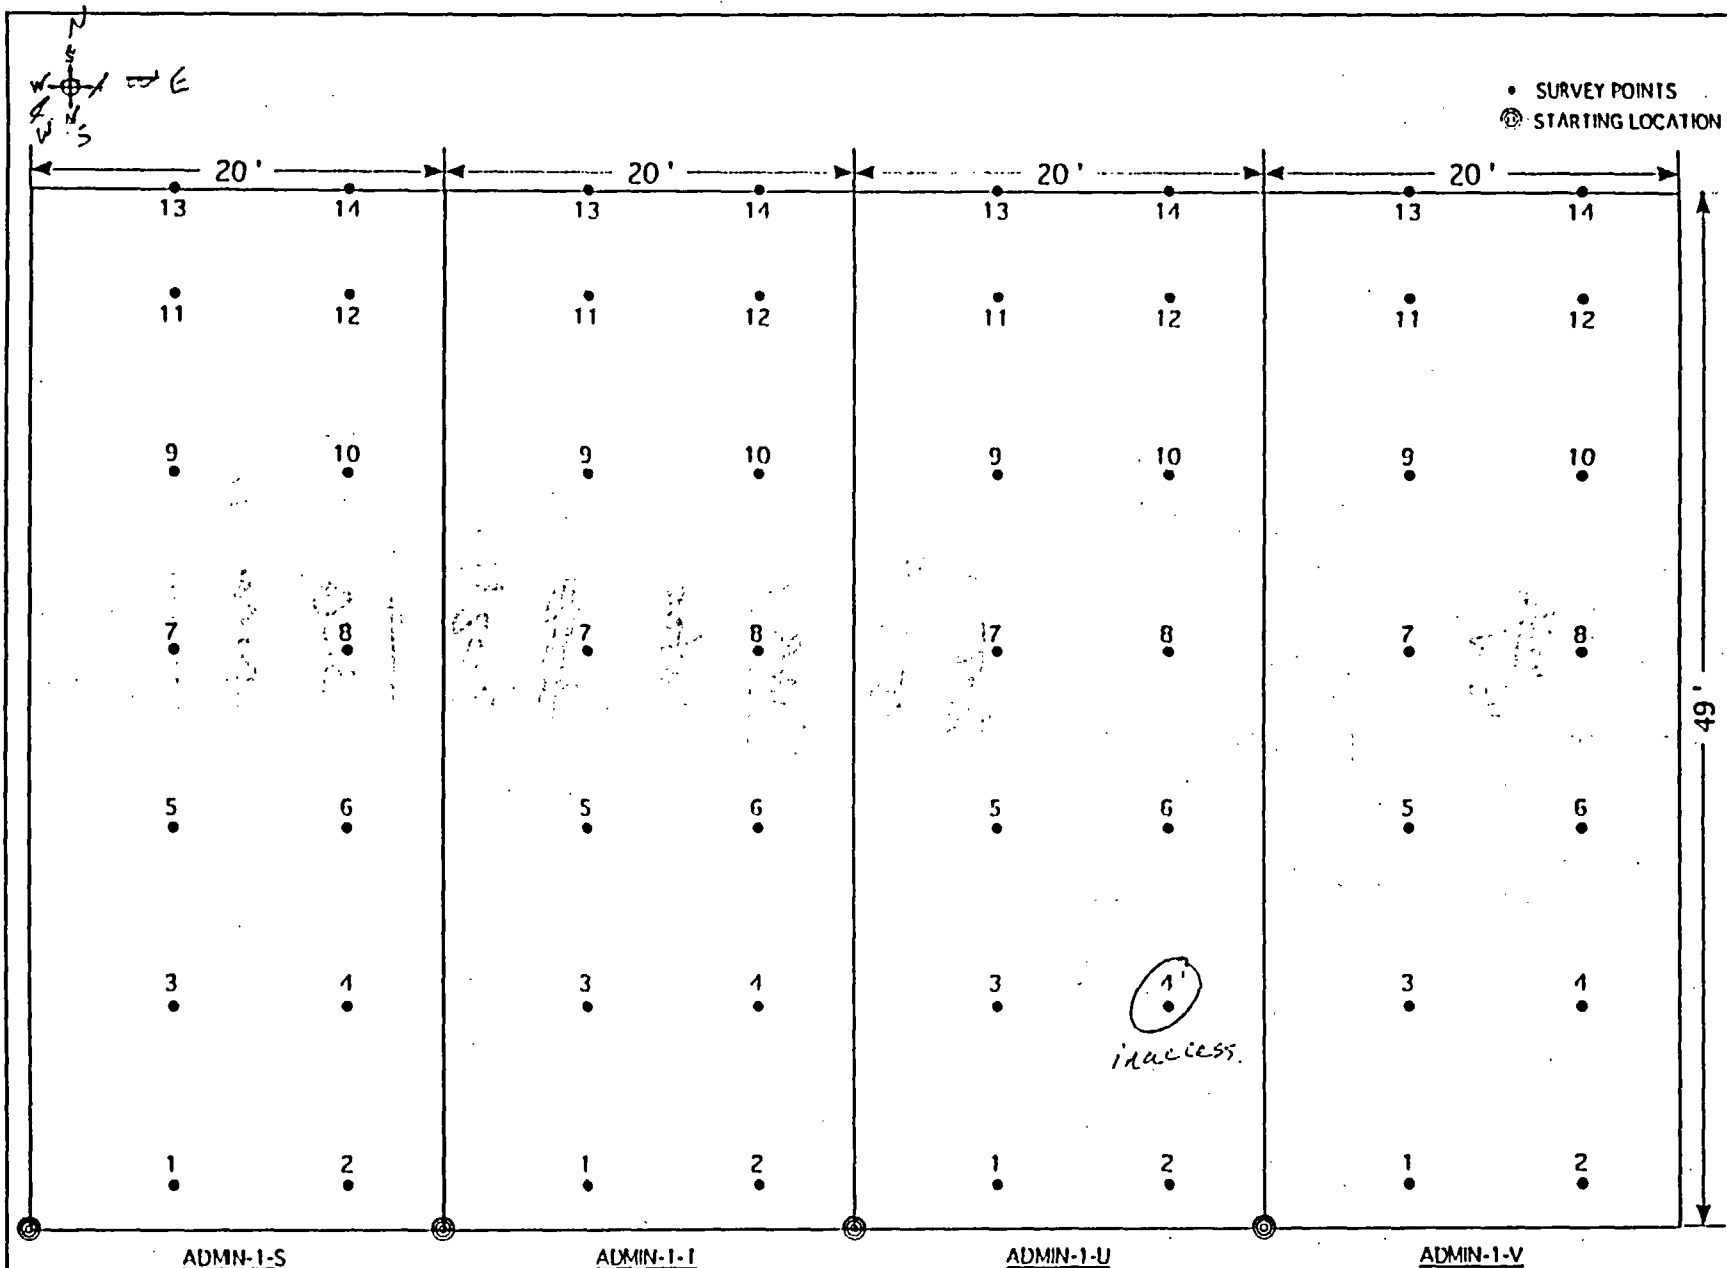 N
S
W E
W N S
• SURVEY POINTS
STARTING LOCATION
20' 20' 20' 20'
13 14 13 14 13 14 13 14
11 12 11 12 11 12 11 12
9 10 9 10 9 10 9 10
7 8 7 8 7 8 7 8
49'
5 6 5 6 5 6 5 6
3 4 3 4 3 4 3 4
inaccess.
1 2 1 2 1 2 1 2
ADMIN-1-S ADMIN-1-T ADMIN-1-U ADMIN-1-V